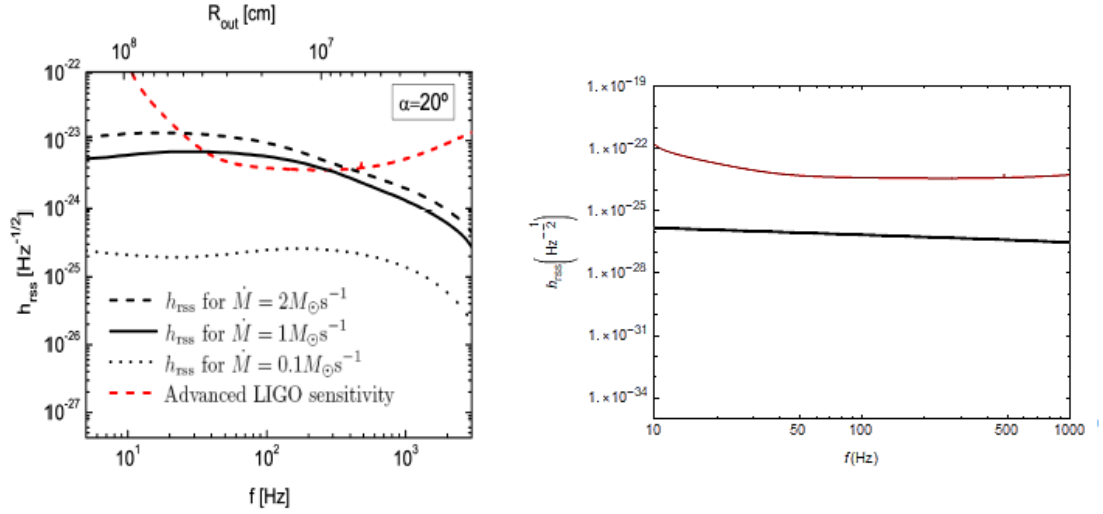 R_out [cm]
10^8 10^7
10^-22
10^-23
10^-24
10^-25
10^-26
10^-27
h_rss [Hz^-1/2]
α=20º
h_rss for Ṁ = 2M_⊙s^−1
h_rss for Ṁ = 1M_⊙s^−1
h_rss for Ṁ = 0.1M_⊙s^−1
Advanced LIGO sensitivity
10^1 10^2 10^3
f [Hz]
1.×10^-19
1.×10^-22
1.×10^-25
1.×10^-28
1.×10^-31
1.×10^-34
h_rss(Hz^-1/2)
10 50 100 500 1000
f(Hz)